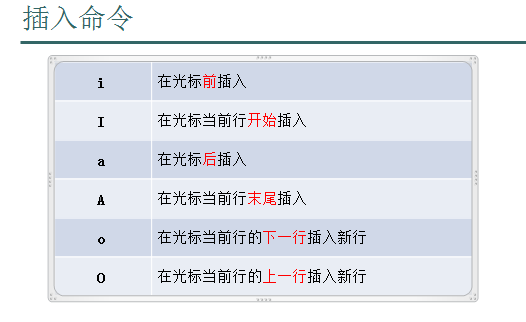 插入命令
i 在光标前插入
I 在光标当前行开始插入
a 在光标后插入
A 在光标当前行末尾插入
o 在光标当前行的下一行插入新行
O 在光标当前行的上一行插入新行